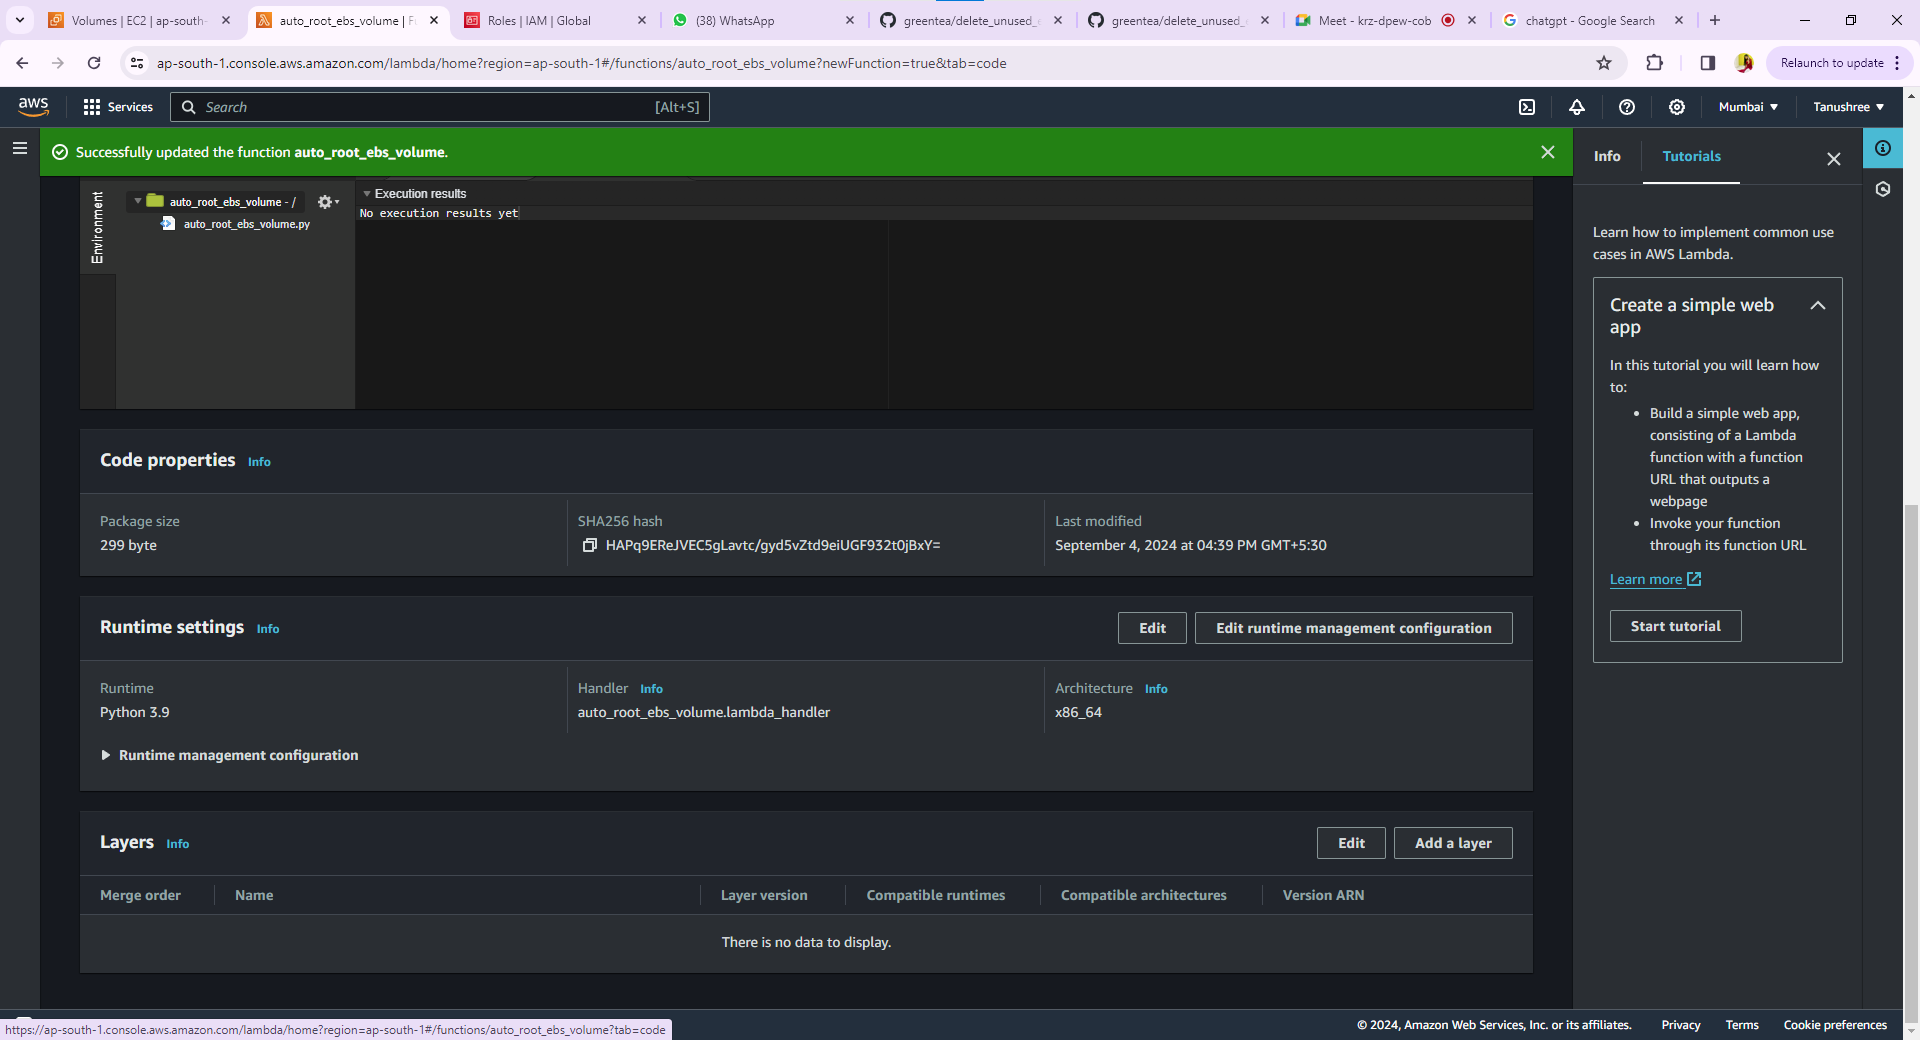 Volumes | EC2 | ap-south-
auto_root_ebs_volume | Fu
Roles | IAM | Global
(38) WhatsApp
greentea/delete_unused_e
greentea/delete_unused_e
Meet - krz-dpew-cob
chatgpt - Google Search
ap-south-1.console.aws.amazon.com/lambda/home?region=ap-south-1#/functions/auto_root_ebs_volume?newFunction=true&tab=code
Relaunch to update
aws
Services
Search
[Alt+S]
Mumbai
Tanushree
Successfully updated the function auto_root_ebs_volume.
Info
Tutorials
Environment
auto_root_ebs_volume - /
auto_root_ebs_volume.py
Execution results
No execution results yet
Learn how to implement common use
cases in AWS Lambda.
Create a simple web
app
In this tutorial you will learn how
to:
• Build a simple web app,
consisting of a Lambda
function with a function
URL that outputs a
webpage
• Invoke your function
through its function URL
Learn more
Start tutorial
Code properties Info
Package size
299 byte
SHA256 hash
HAPq9EReJVEC5gLavtc/gyd5vZtd9eiUGF932t0jBxY=
Last modified
September 4, 2024 at 04:39 PM GMT+5:30
Runtime settings Info
Edit
Edit runtime management configuration
Runtime
Python 3.9
Handler Info
auto_root_ebs_volume.lambda_handler
Architecture Info
x86_64
Runtime management configuration
Layers Info
Edit
Add a layer
Merge order
Name
Layer version
Compatible runtimes
Compatible architectures
Version ARN
There is no data to display.
https://ap-south-1.console.aws.amazon.com/lambda/home?region=ap-south-1#/functions/auto_root_ebs_volume?tab=code
© 2024, Amazon Web Services, Inc. or its affiliates.
Privacy
Terms
Cookie preferences